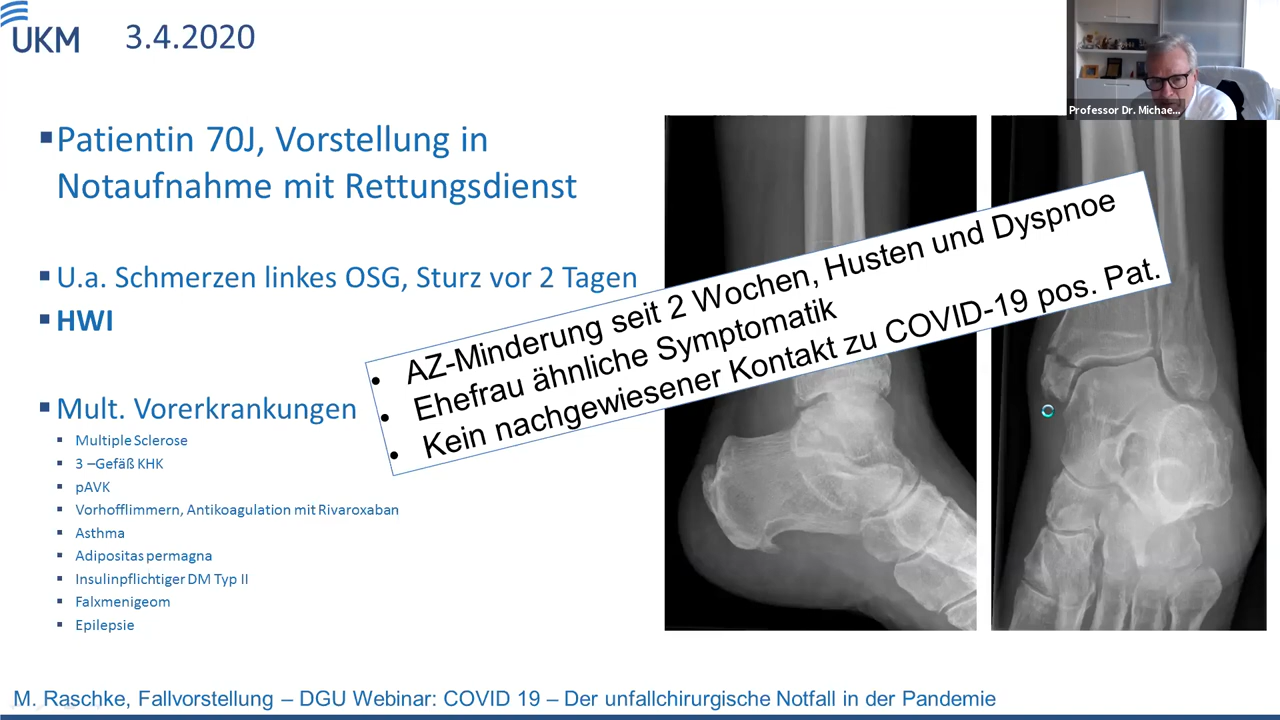 UKM
3.4.2020
Professor Dr. Michae...
▪Patientin 70J, Vorstellung in
Notaufnahme mit Rettungsdienst
▪U.a. Schmerzen linkes OSG, Sturz vor 2 Tagen
▪HWI
• AZ-Minderung seit 2 Wochen, Husten und Dyspnoe
• Ehefrau ähnliche Symptomatik
• Kein nachgewiesener Kontakt zu COVID-19 pos. Pat.
▪Mult. Vorerkrankungen
▪ Multiple Sclerose
▪ 3 –Gefäß KHK
▪ pAVK
▪ Vorhofflimmern, Antikoagulation mit Rivaroxaban
▪ Asthma
▪ Adipositas permagna
▪ Insulinpflichtiger DM Typ II
▪ Falxmenigeom
▪ Epilepsie
M. Raschke, Fallvorstellung – DGU Webinar: COVID 19 – Der unfallchirurgische Notfall in der Pandemie